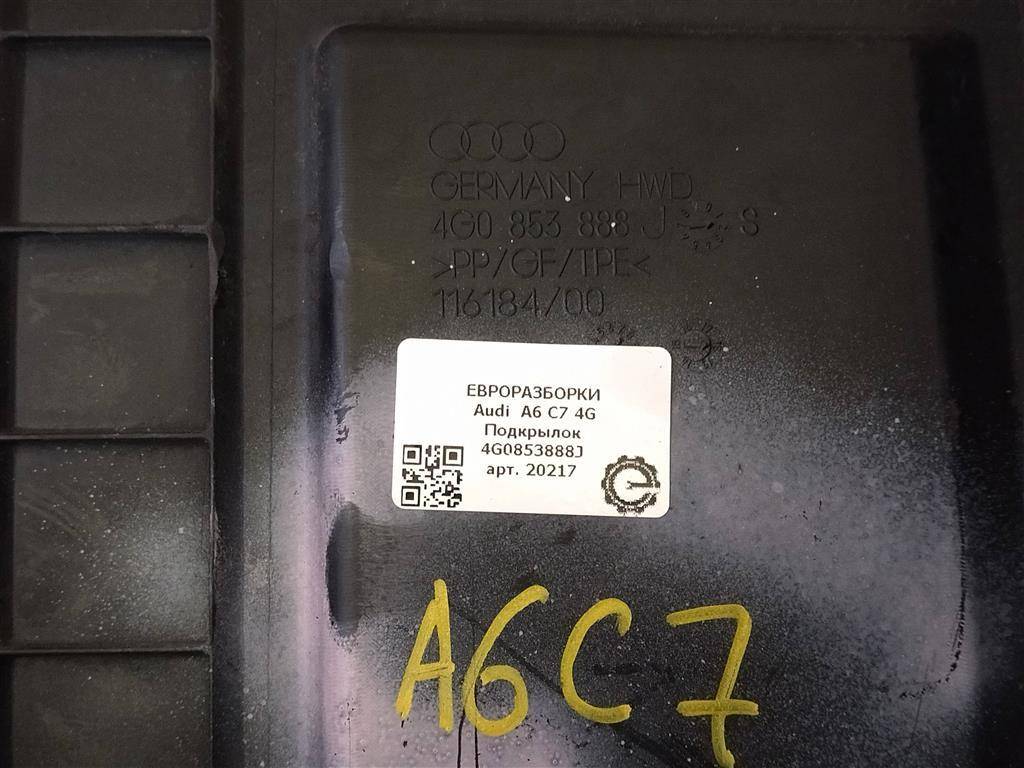 GERMANY HWD
4G0 853 888 J S
>PP/GF/TPE<
116184/00
ЕВРОРАЗБОРКИ
Audi A6 C7 4G
Подкрылок
4G0853888J
арт. 20217
A6C7